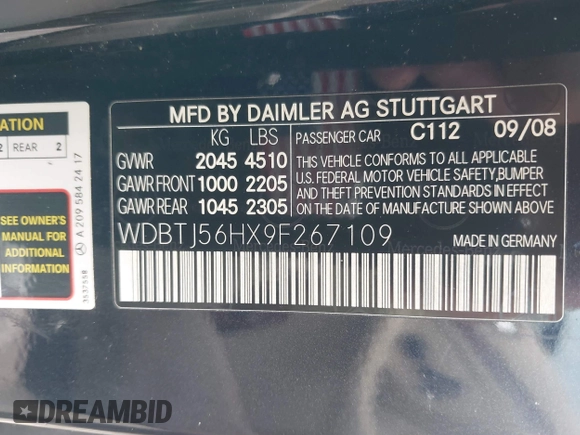 ATION
2 REAR 2
SEE OWNER'S
MANUAL FOR
ADDITIONAL
INFORMATION
A 209 584 24 17
3537558
MFD BY DAIMLER AG STUTTGART
KG LBS PASSENGER CAR C112 09/08
GVWR 2045 4510
GAWR FRONT 1000 2205
GAWR REAR 1045 2305
THIS VEHICLE CONFORMS TO ALL APPLICABLE
U.S. FEDERAL MOTOR VEHICLE SAFETY,BUMPER
AND THEFT PREVENTION STANDARDS IN EFFECT
ON THE DATE OF MANUFACTURE SHOWN ABOVE
WDBTJ56HX9F267109 MADE IN GERMANY
DREAMBID